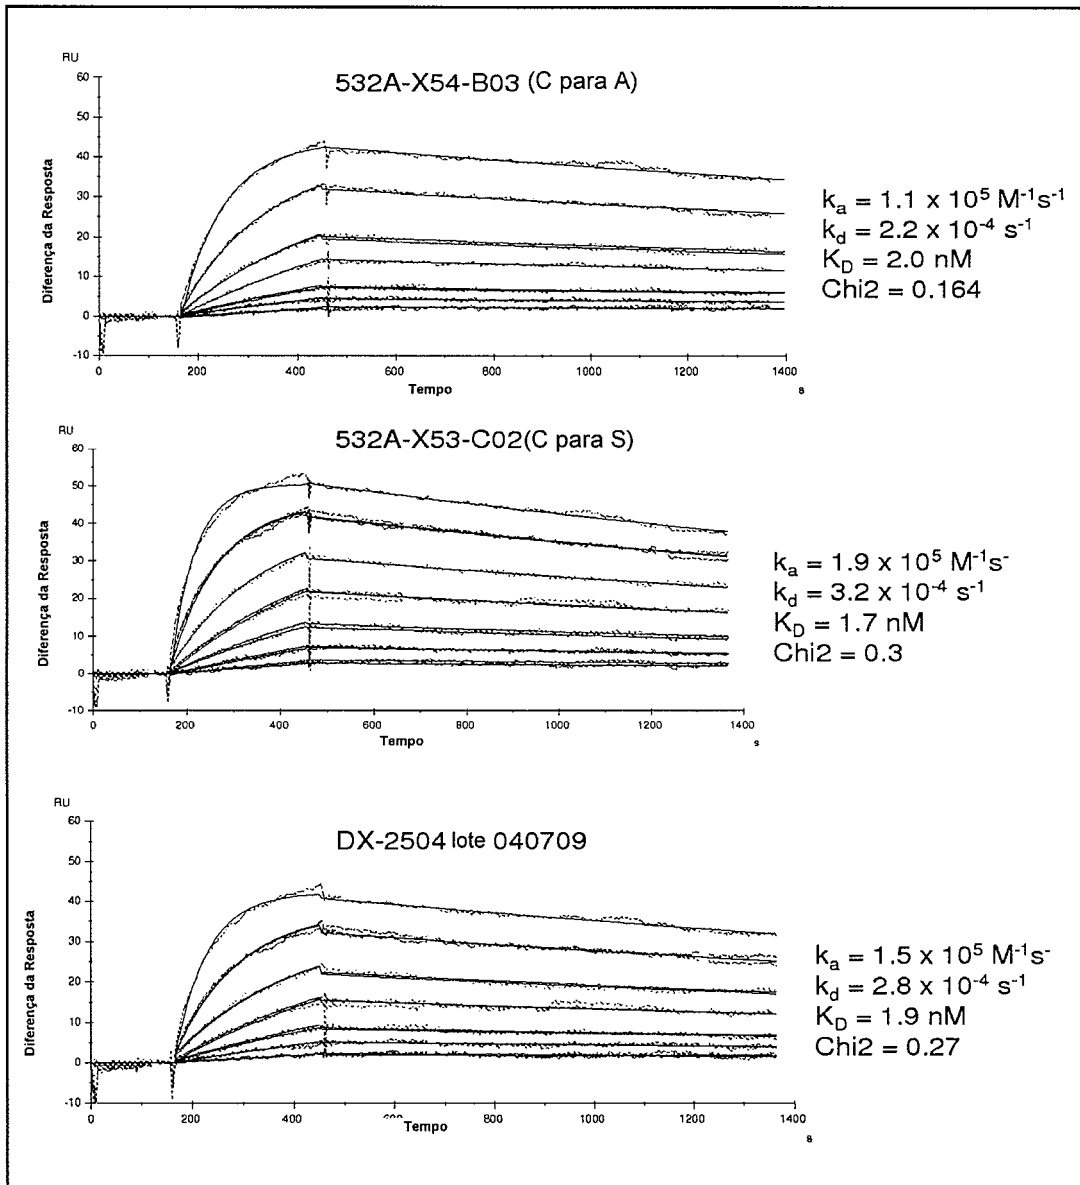 RU
532A-X54-B03 (C para A)
60
50
40
30
20
10
0
-10
Diferença da Resposta
0 200 400 600 800 1000 1200 1400
Tempo
s
k_a = 1.1 x 10⁵ M⁻¹s⁻¹
k_d = 2.2 x 10⁻⁴ s⁻¹
K_D = 2.0 nM
Chi2 = 0.164
RU
532A-X53-C02(C para S)
60
50
40
30
20
10
0
-10
Diferença da Resposta
0 200 400 600 800 1000 1200 1400
Tempo
s
k_a = 1.9 x 10⁵ M⁻¹s⁻
k_d = 3.2 x 10⁻⁴ s⁻¹
K_D = 1.7 nM
Chi2 = 0.3
RU
DX-2504 lote 040709
60
50
40
30
20
10
0
-10
Diferença da Resposta
0 200 400 800 1000 1200 1400
Tempo
s
k_a = 1.5 x 10⁵ M⁻¹s⁻
k_d = 2.8 x 10⁻⁴ s⁻¹
K_D = 1.9 nM
Chi2 = 0.27